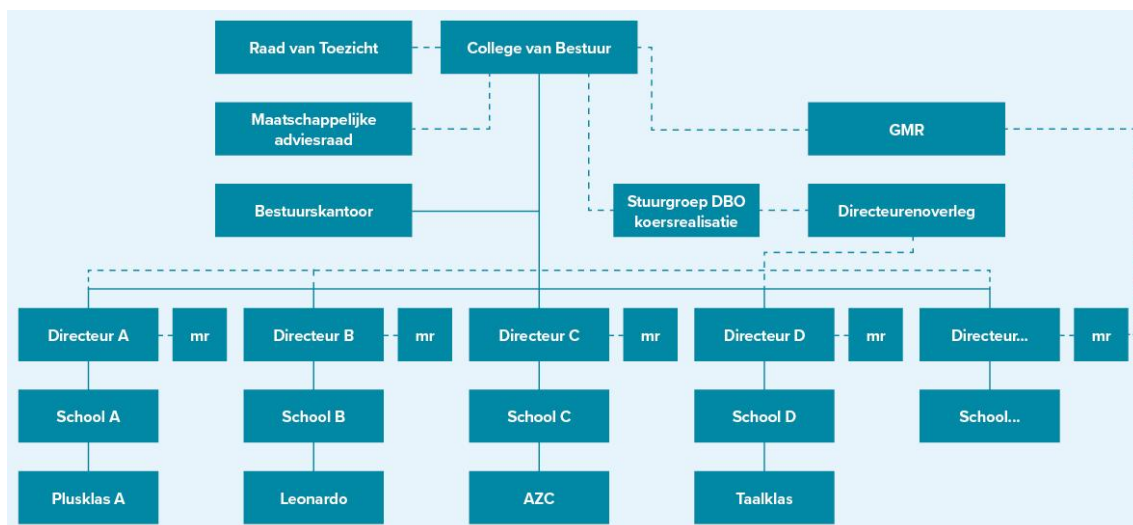 Raad van Toezicht
College van Bestuur
Maatschappelijke
adviesraad
GMR
Bestuurskantoor
Stuurgroep DBO
koersrealisatie
Directeurenoverleg
Directeur A
mr
Directeur B
mr
Directeur C
mr
Directeur D
mr
Directeur...
mr
School A
School B
School C
School D
School...
Plusklas A
Leonardo
AZC
Taalklas